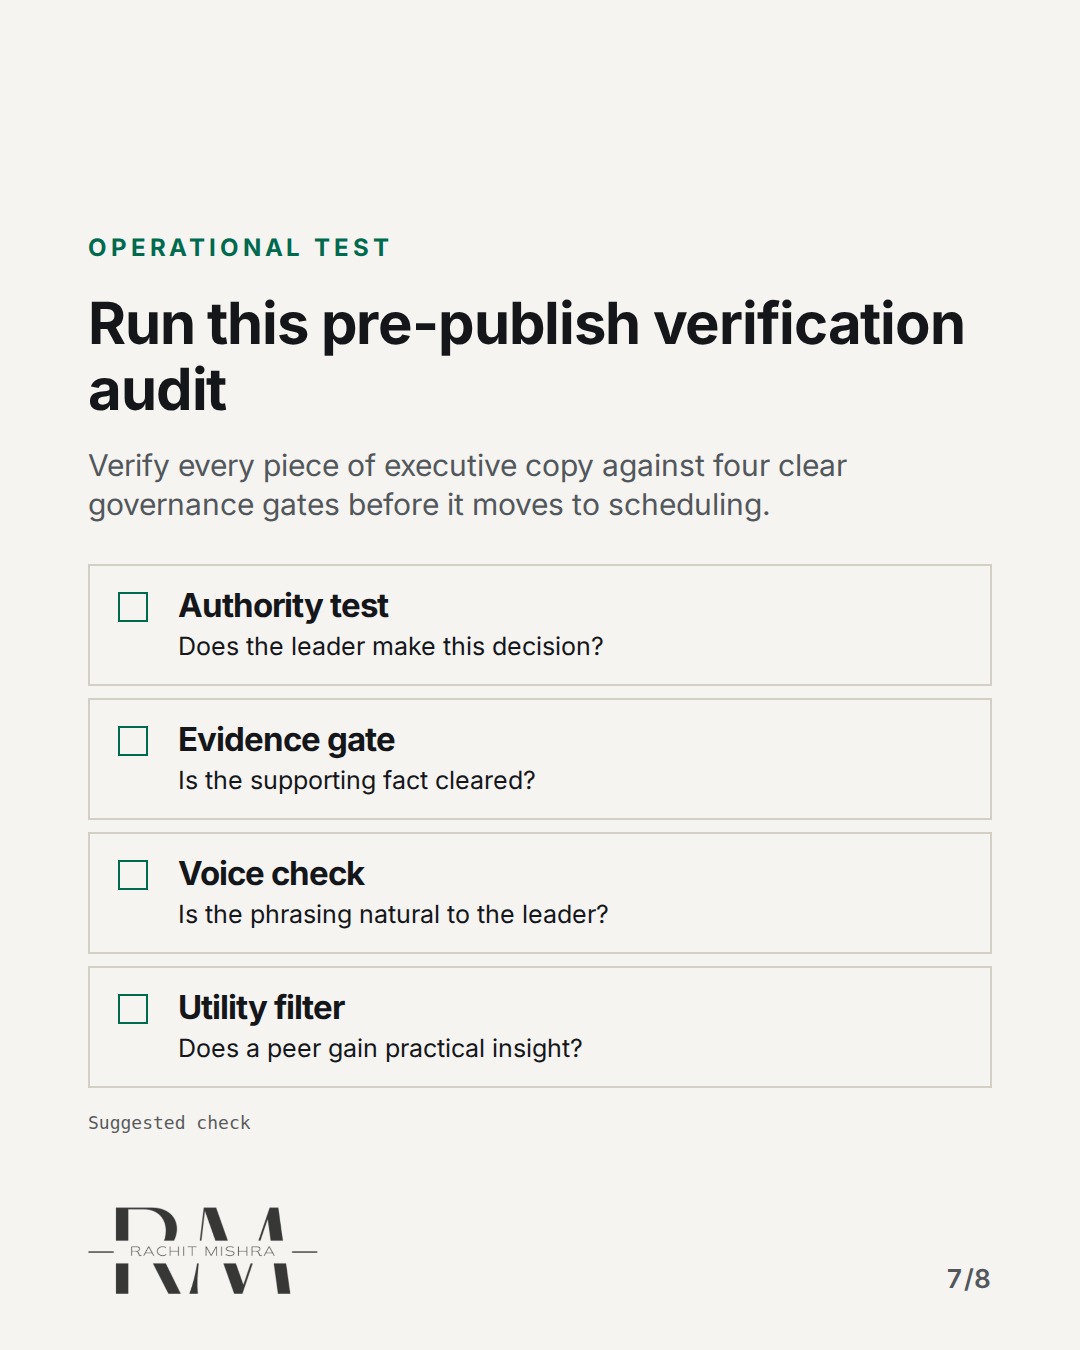 OPERATIONAL TEST
Run this pre-publish verification
audit
Verify every piece of executive copy against four clear
governance gates before it moves to scheduling.
Authority test
Does the leader make this decision?
Evidence gate
Is the supporting fact cleared?
Voice check
Is the phrasing natural to the leader?
Utility filter
Does a peer gain practical insight?
Suggested check
RM
RACHIT MISHRA
7/8